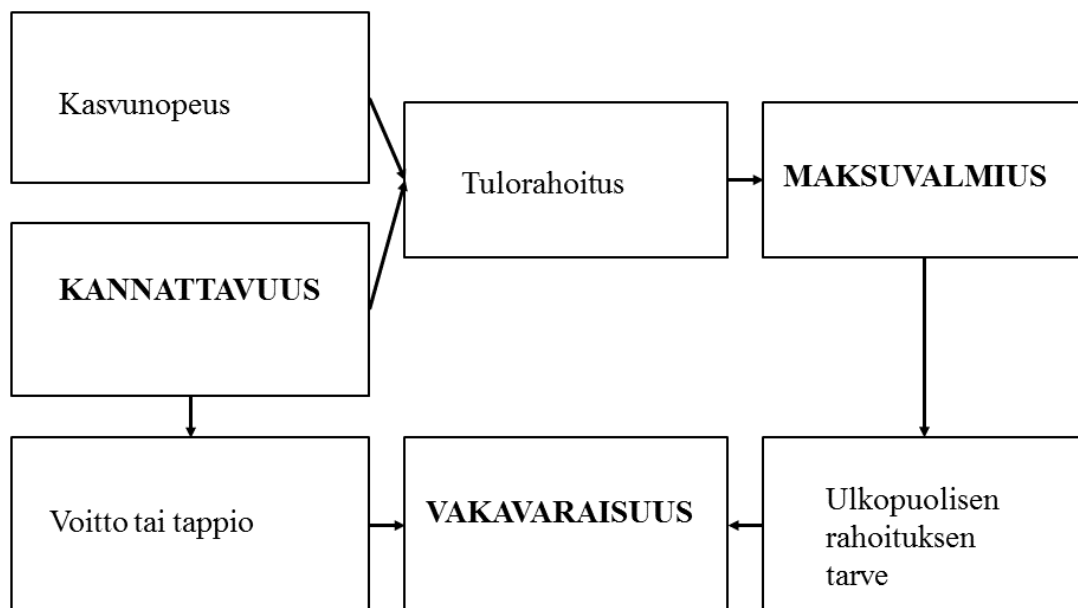 Kasvunopeus
Tulorahoitus
MAKSUVALMIUS
KANNATTAVUUS
Voitto tai tappio
VAKAVARAISUUS
Ulkopuolisen
rahoituksen
tarve